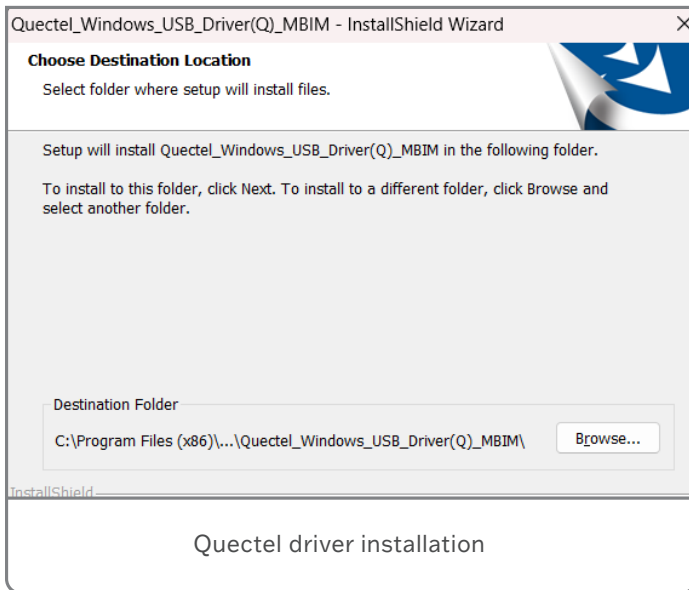 Quectel_Windows_USB_Driver(Q)_MBIM - InstallShield Wizard
Choose Destination Location
Select folder where setup will install files.
Setup will install Quectel_Windows_USB_Driver(Q)_MBIM in the following folder.
To install to this folder, click Next. To install to a different folder, click Browse and
select another folder.
Destination Folder
C:\Program Files (x86)\...\Quectel_Windows_USB_Driver(Q)_MBIM\
Browse...
InstallShield
Quectel driver installation